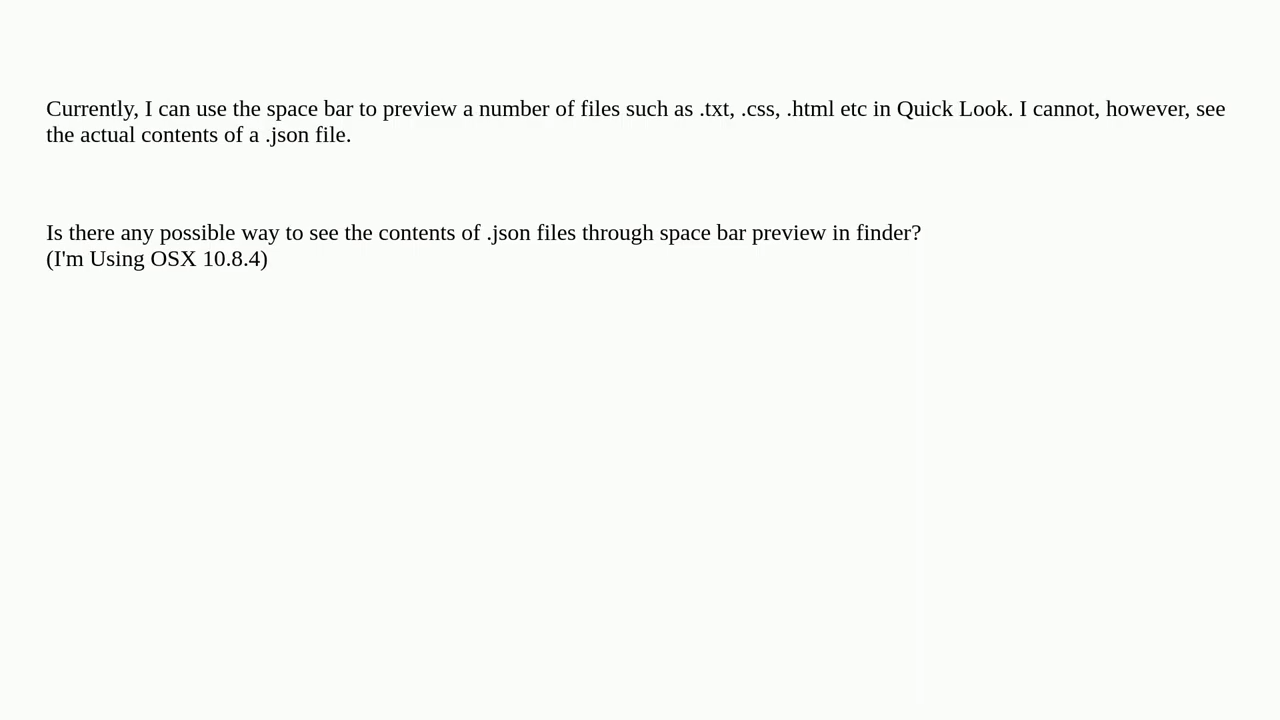 Currently, I can use the space bar to preview a number of files such as .txt, .css, .html etc in Quick Look. I cannot, however, see
the actual contents of a .json file.
Is there any possible way to see the contents of .json files through space bar preview in finder?
(I'm Using OSX 10.8.4)